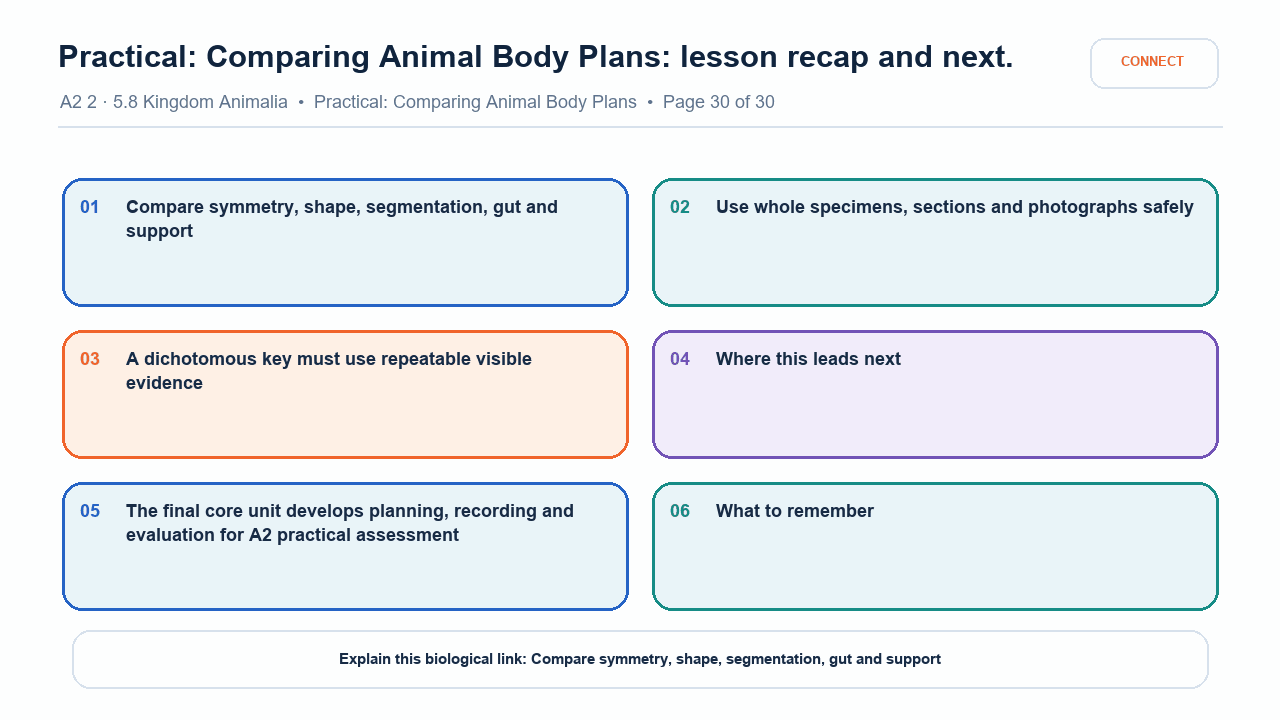 Practical: Comparing Animal Body Plans: lesson recap and next.
CONNECT
A2 2 · 5.8 Kingdom Animalia • Practical: Comparing Animal Body Plans • Page 30 of 30
01 Compare symmetry, shape, segmentation, gut and
support
02 Use whole specimens, sections and photographs safely
03 A dichotomous key must use repeatable visible
evidence
04 Where this leads next
05 The final core unit develops planning, recording and
evaluation for A2 practical assessment
06 What to remember
Explain this biological link: Compare symmetry, shape, segmentation, gut and support